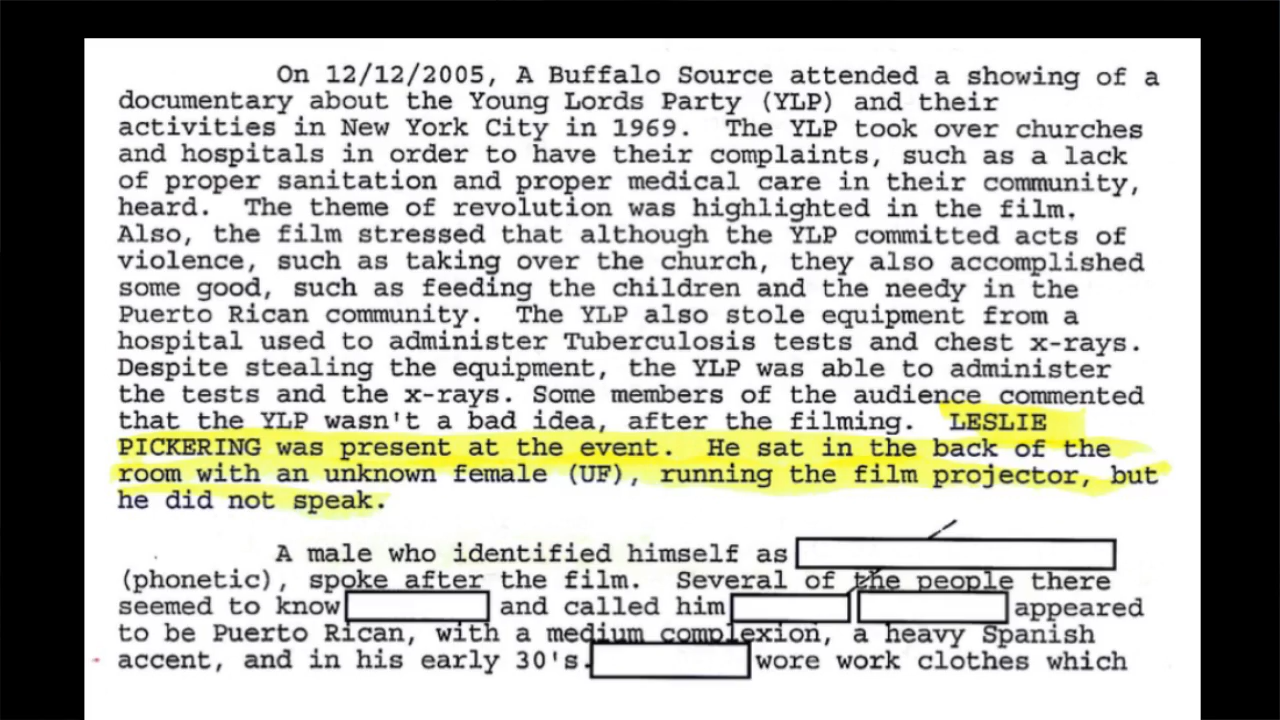 On 12/12/2005, A Buffalo Source attended a showing of a
documentary about the Young Lords Party (YLP) and their
activities in New York City in 1969. The YLP took over churches
and hospitals in order to have their complaints, such as a lack
of proper sanitation and proper medical care in their community,
heard. The theme of revolution was highlighted in the film.
Also, the film stressed that although the YLP committed acts of
violence, such as taking over the church, they also accomplished
some good, such as feeding the children and the needy in the
Puerto Rican community. The YLP also stole equipment from a
hospital used to administer Tuberculosis tests and chest x-rays.
Despite stealing the equipment, the YLP was able to administer
the tests and the x-rays. Some members of the audience commented
that the YLP wasn't a bad idea, after the filming. LESLIE
PICKERING was present at the event. He sat in the back of the
room with an unknown female (UF), running the film projector, but
he did not speak.
A male who identified himself as
(phonetic), spoke after the film. Several of the people there
seemed to know and called him appeared
to be Puerto Rican, with a medium complexion, a heavy Spanish
accent, and in his early 30's. wore work clothes which